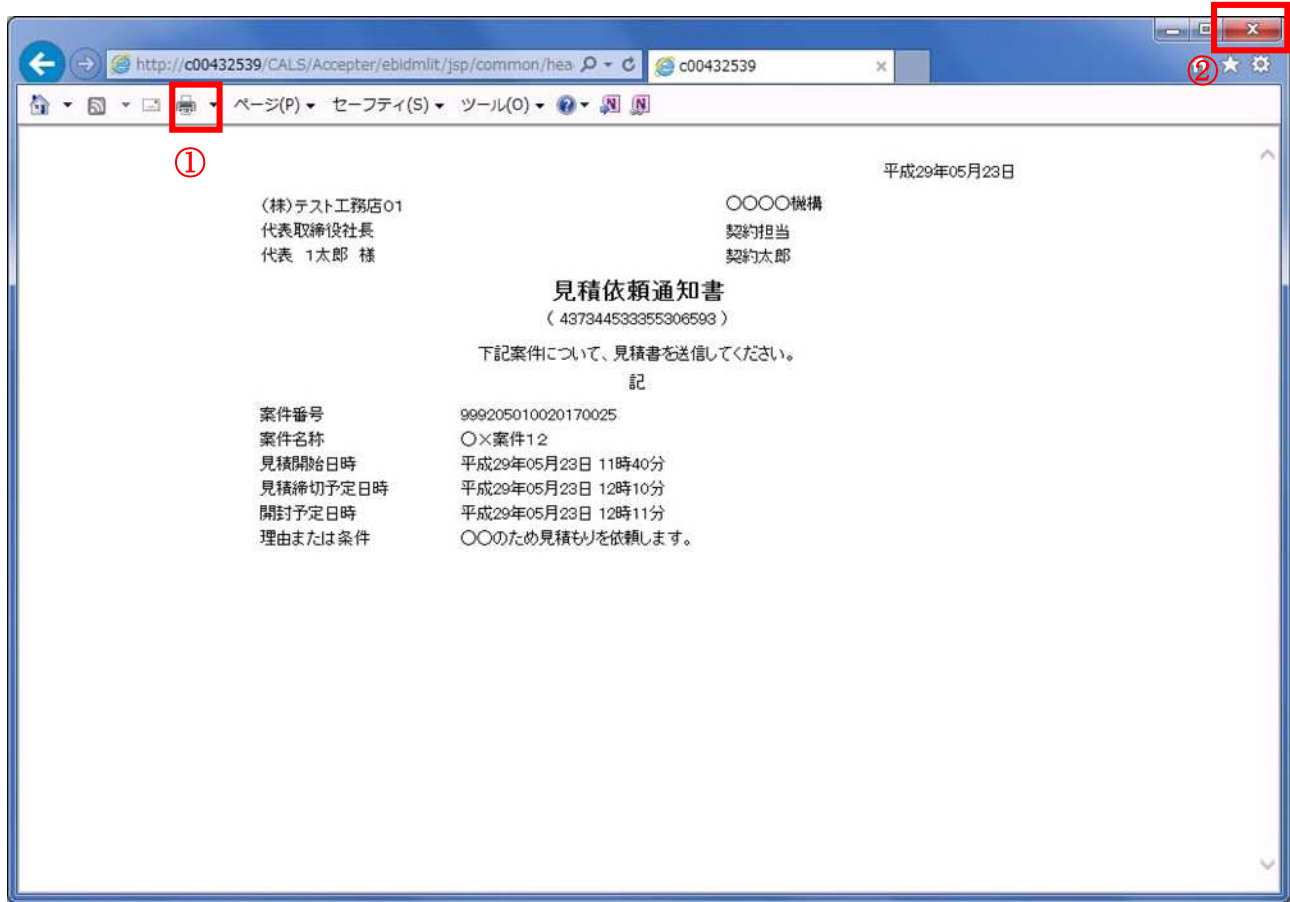 http://c00432539/CALS/Accepter/ebidmlit/jsp/common/hea
c00432539
②
ページ(P) セーフティ(S) ツール(O)
①
平成29年05月23日
(株)テスト工務店01
〇〇〇〇機構
代表取締役社長
契約担当
代表 1太郎 様
契約太郎
見積依頼通知書
( 437344533355306593 )
下記案件について、見積書を送信してください。
記
案件番号 999205010020170025
案件名称 〇×案件12
見積開始日時 平成29年05月23日 11時40分
見積締切予定日時 平成29年05月23日 12時10分
開封予定日時 平成29年05月23日 12時11分
理由または条件 〇〇のため見積もりを依頼します。